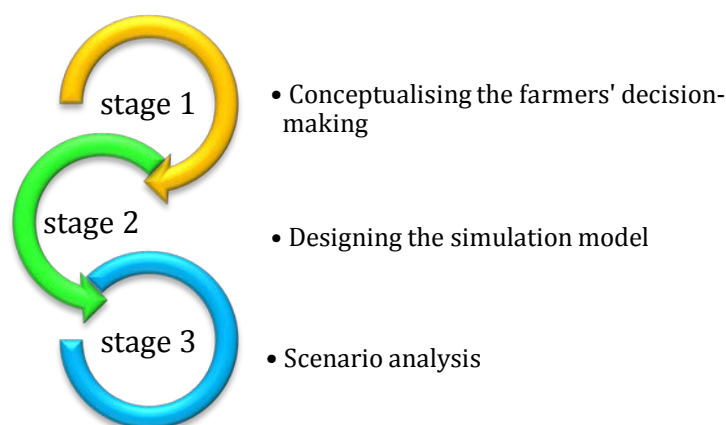 stage 1
• Conceptualising the farmers' decision-
making
stage 2
• Designing the simulation model
stage 3
• Scenario analysis